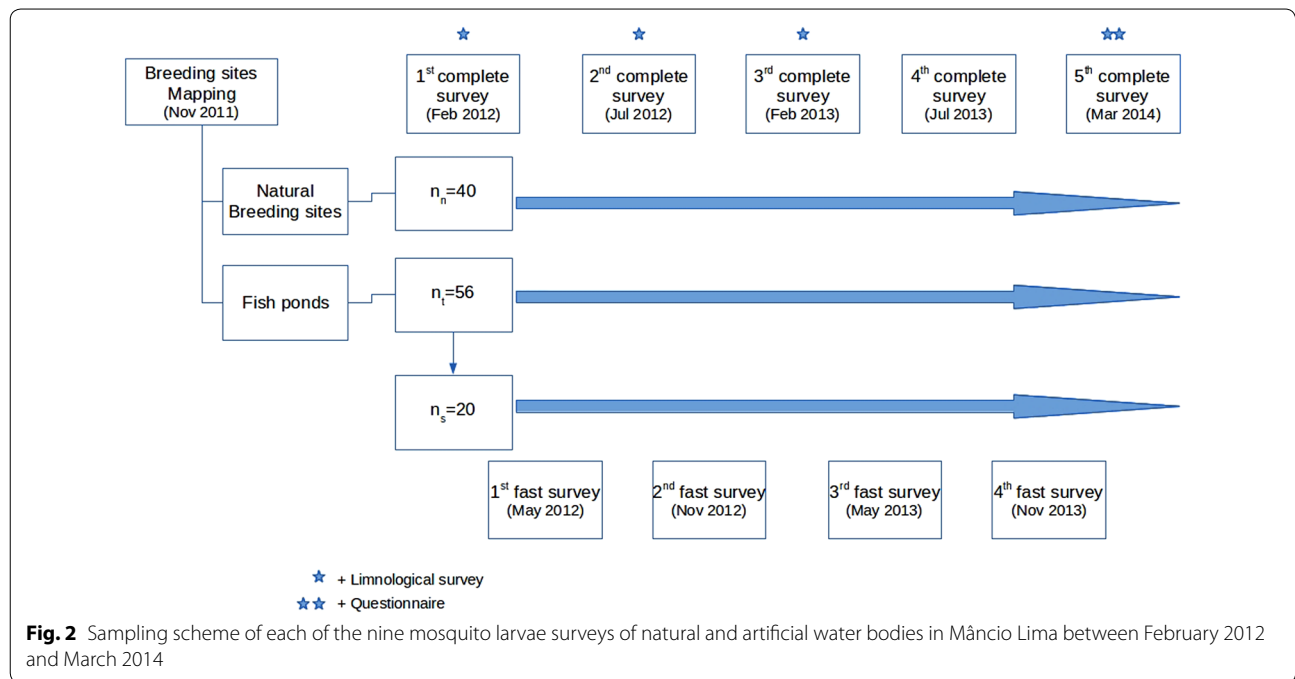 Breeding sites
Mapping
(Nov 2011)
1st complete
survey
(Feb 2012)
2nd complete
survey
(Jul 2012)
3rd complete
survey
(Feb 2013)
4th complete
survey
(Jul 2013)
5th complete
survey
(Mar 2014)
Natural
Breeding sites
n_n=40
Fish ponds
n_t=56
n_s=20
1st fast survey
(May 2012)
2nd fast survey
(Nov 2012)
3rd fast survey
(May 2013)
4th fast survey
(Nov 2013)
+ Limnological survey
+ Questionnaire
Fig. 2 Sampling scheme of each of the nine mosquito larvae surveys of natural and artificial water bodies in Mâncio Lima between February 2012
and March 2014